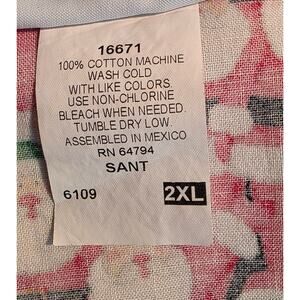 16671
100% COTTON MACHINE
WASH COLD
WITH LIKE COLORS
USE NON-CHLORINE
BLEACH WHEN NEEDED.
TUMBLE DRY LOW.
ASSEMBLED IN MEXICO
RN 64794
SANT
6109 2XL